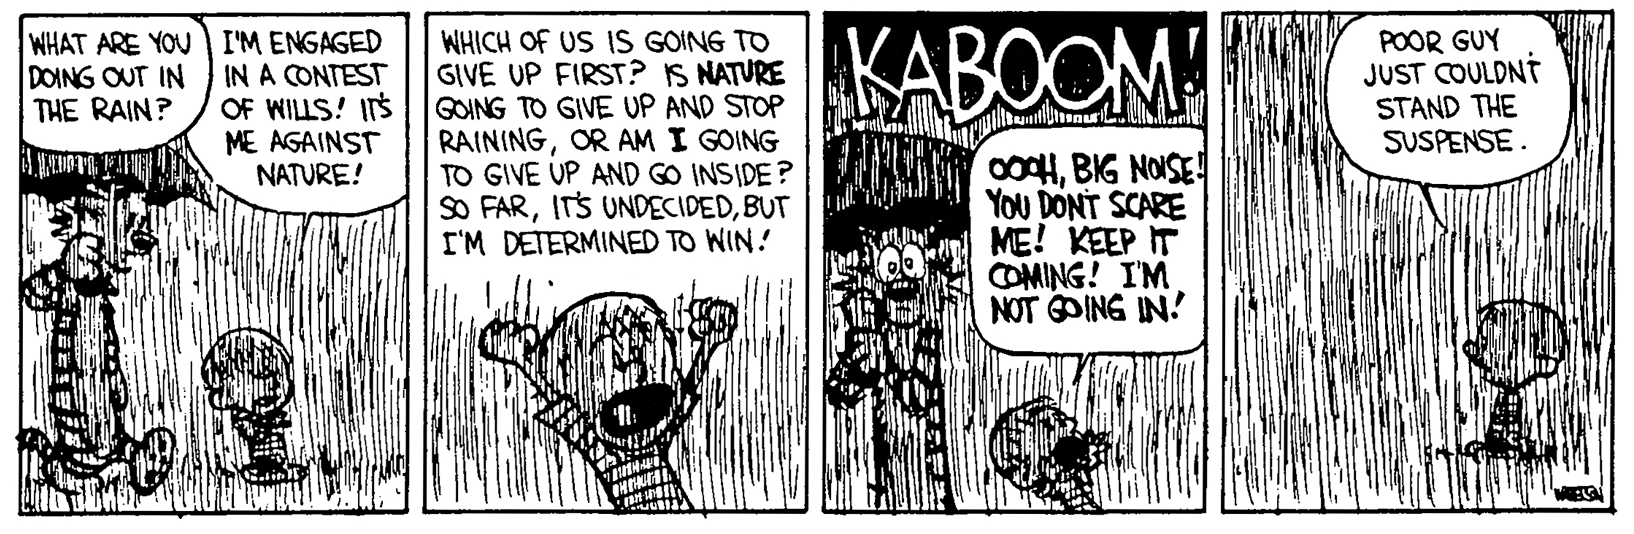 WHAT ARE YOU
DOING OUT IN
THE RAIN?
I'M ENGAGED
IN A CONTEST
OF WILLS! IT'S
ME AGAINST
NATURE!
WHICH OF US IS GOING TO
GIVE UP FIRST? IS NATURE
GOING TO GIVE UP AND STOP
RAINING, OR AM I GOING
TO GIVE UP AND GO INSIDE?
SO FAR, IT'S UNDECIDED, BUT
I'M DETERMINED TO WIN!
KABOOM!
OOOH, BIG NOISE!
YOU DON'T SCARE
ME! KEEP IT
COMING! I'M
NOT GOING IN!
POOR GUY.
JUST COULDN'T
STAND THE
SUSPENSE.